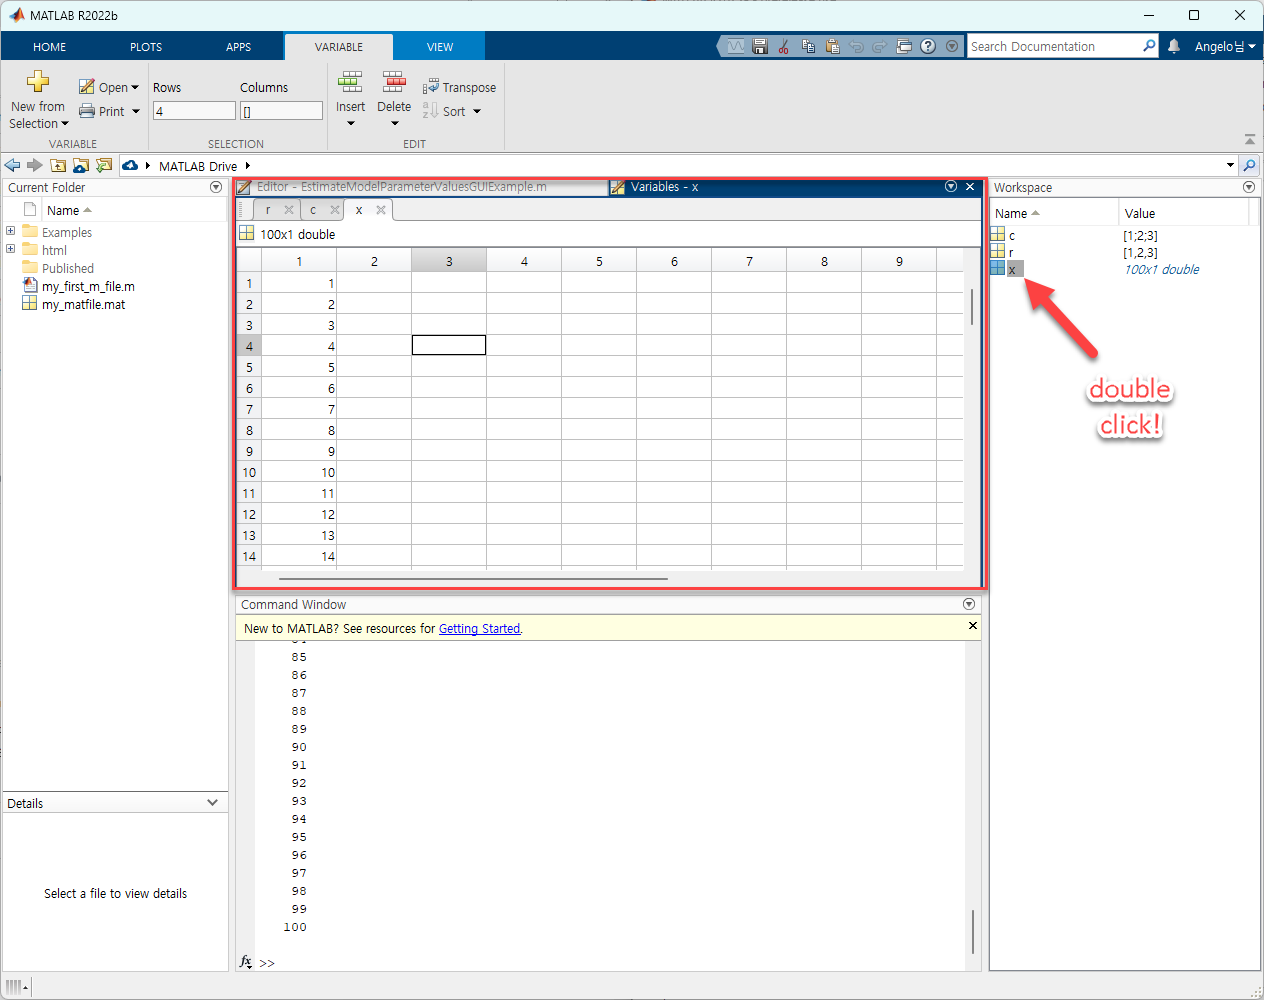 MATLAB R2022b
HOME PLOTS APPS VARIABLE VIEW
Search Documentation
Angelo님
New from
Selection
Open
Print
Rows
4
Columns
[]
Insert
Delete
Transpose
Sort
VARIABLE SELECTION EDIT
MATLAB Drive
Current Folder
Name
Examples
html
Published
my_first_m_file.m
my_matfile.mat
Details
Select a file to view details
Editor - EstimateModelParameterValuesGUIExample.m
Variables - x
r c x
100x1 double
1 2 3 4 5 6 7 8 9
1 1
2 2
3 3
4 4
5 5
6 6
7 7
8 8
9 9
10 10
11 11
12 12
13 13
14 14
Command Window
New to MATLAB? See resources for Getting Started.
85
86
87
88
89
90
91
92
93
94
95
96
97
98
99
100
fx >>
Workspace
Name Value
c [1;2;3]
r [1,2,3]
x 100x1 double
double
click!